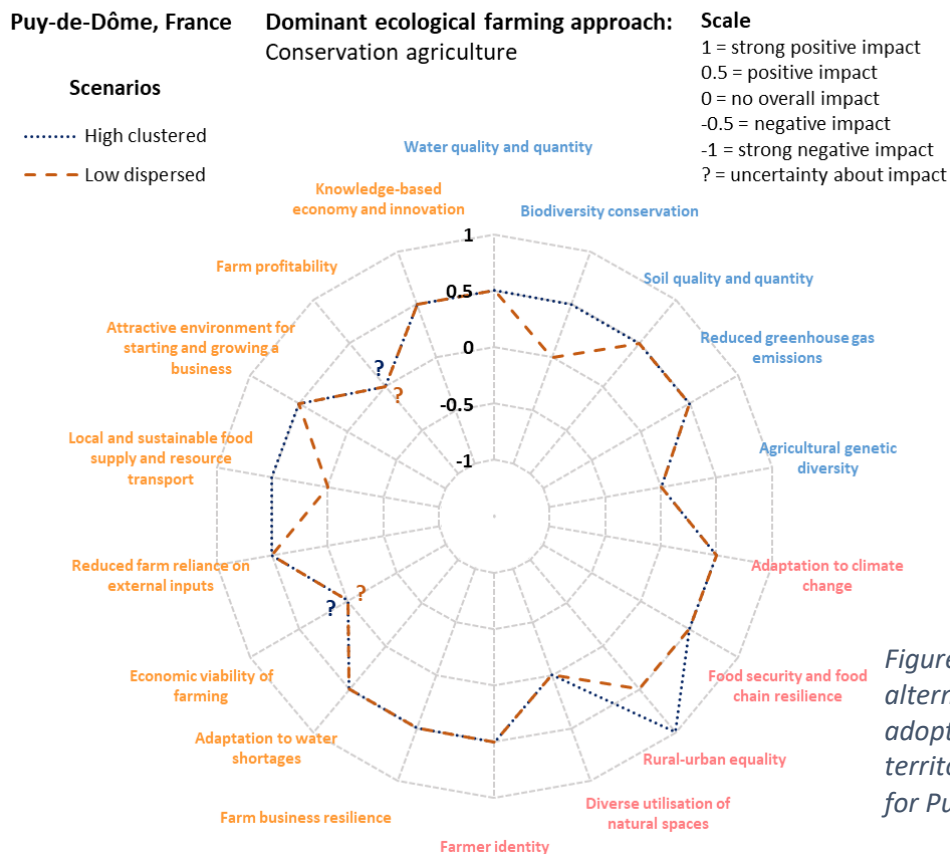 Puy-de-Dôme, France
Dominant ecological farming approach:
Conservation agriculture
Scale
1 = strong positive impact
0.5 = positive impact
0 = no overall impact
-0.5 = negative impact
-1 = strong negative impact
? = uncertainty about impact
Scenarios
High clustered
Low dispersed
Water quality and quantity
Biodiversity conservation
Soil quality and quantity
Reduced greenhouse gas
emissions
Agricultural genetic
diversity
Adaptation to climate
change
Food security and food
chain resilience
Rural-urban equality
Diverse utilisation of
natural spaces
Farmer identity
Farm business resilience
Adaptation to water
shortages
Economic viability of
farming
Reduced farm reliance on
external inputs
Local and sustainable food
supply and resource
transport
Attractive environment for
starting and growing a
business
Farm profitability
Knowledge-based
economy and innovation
1
0.5
0
-0.5
-1
?
?
?
?
Figure
altern
adopt
territo
for Pu